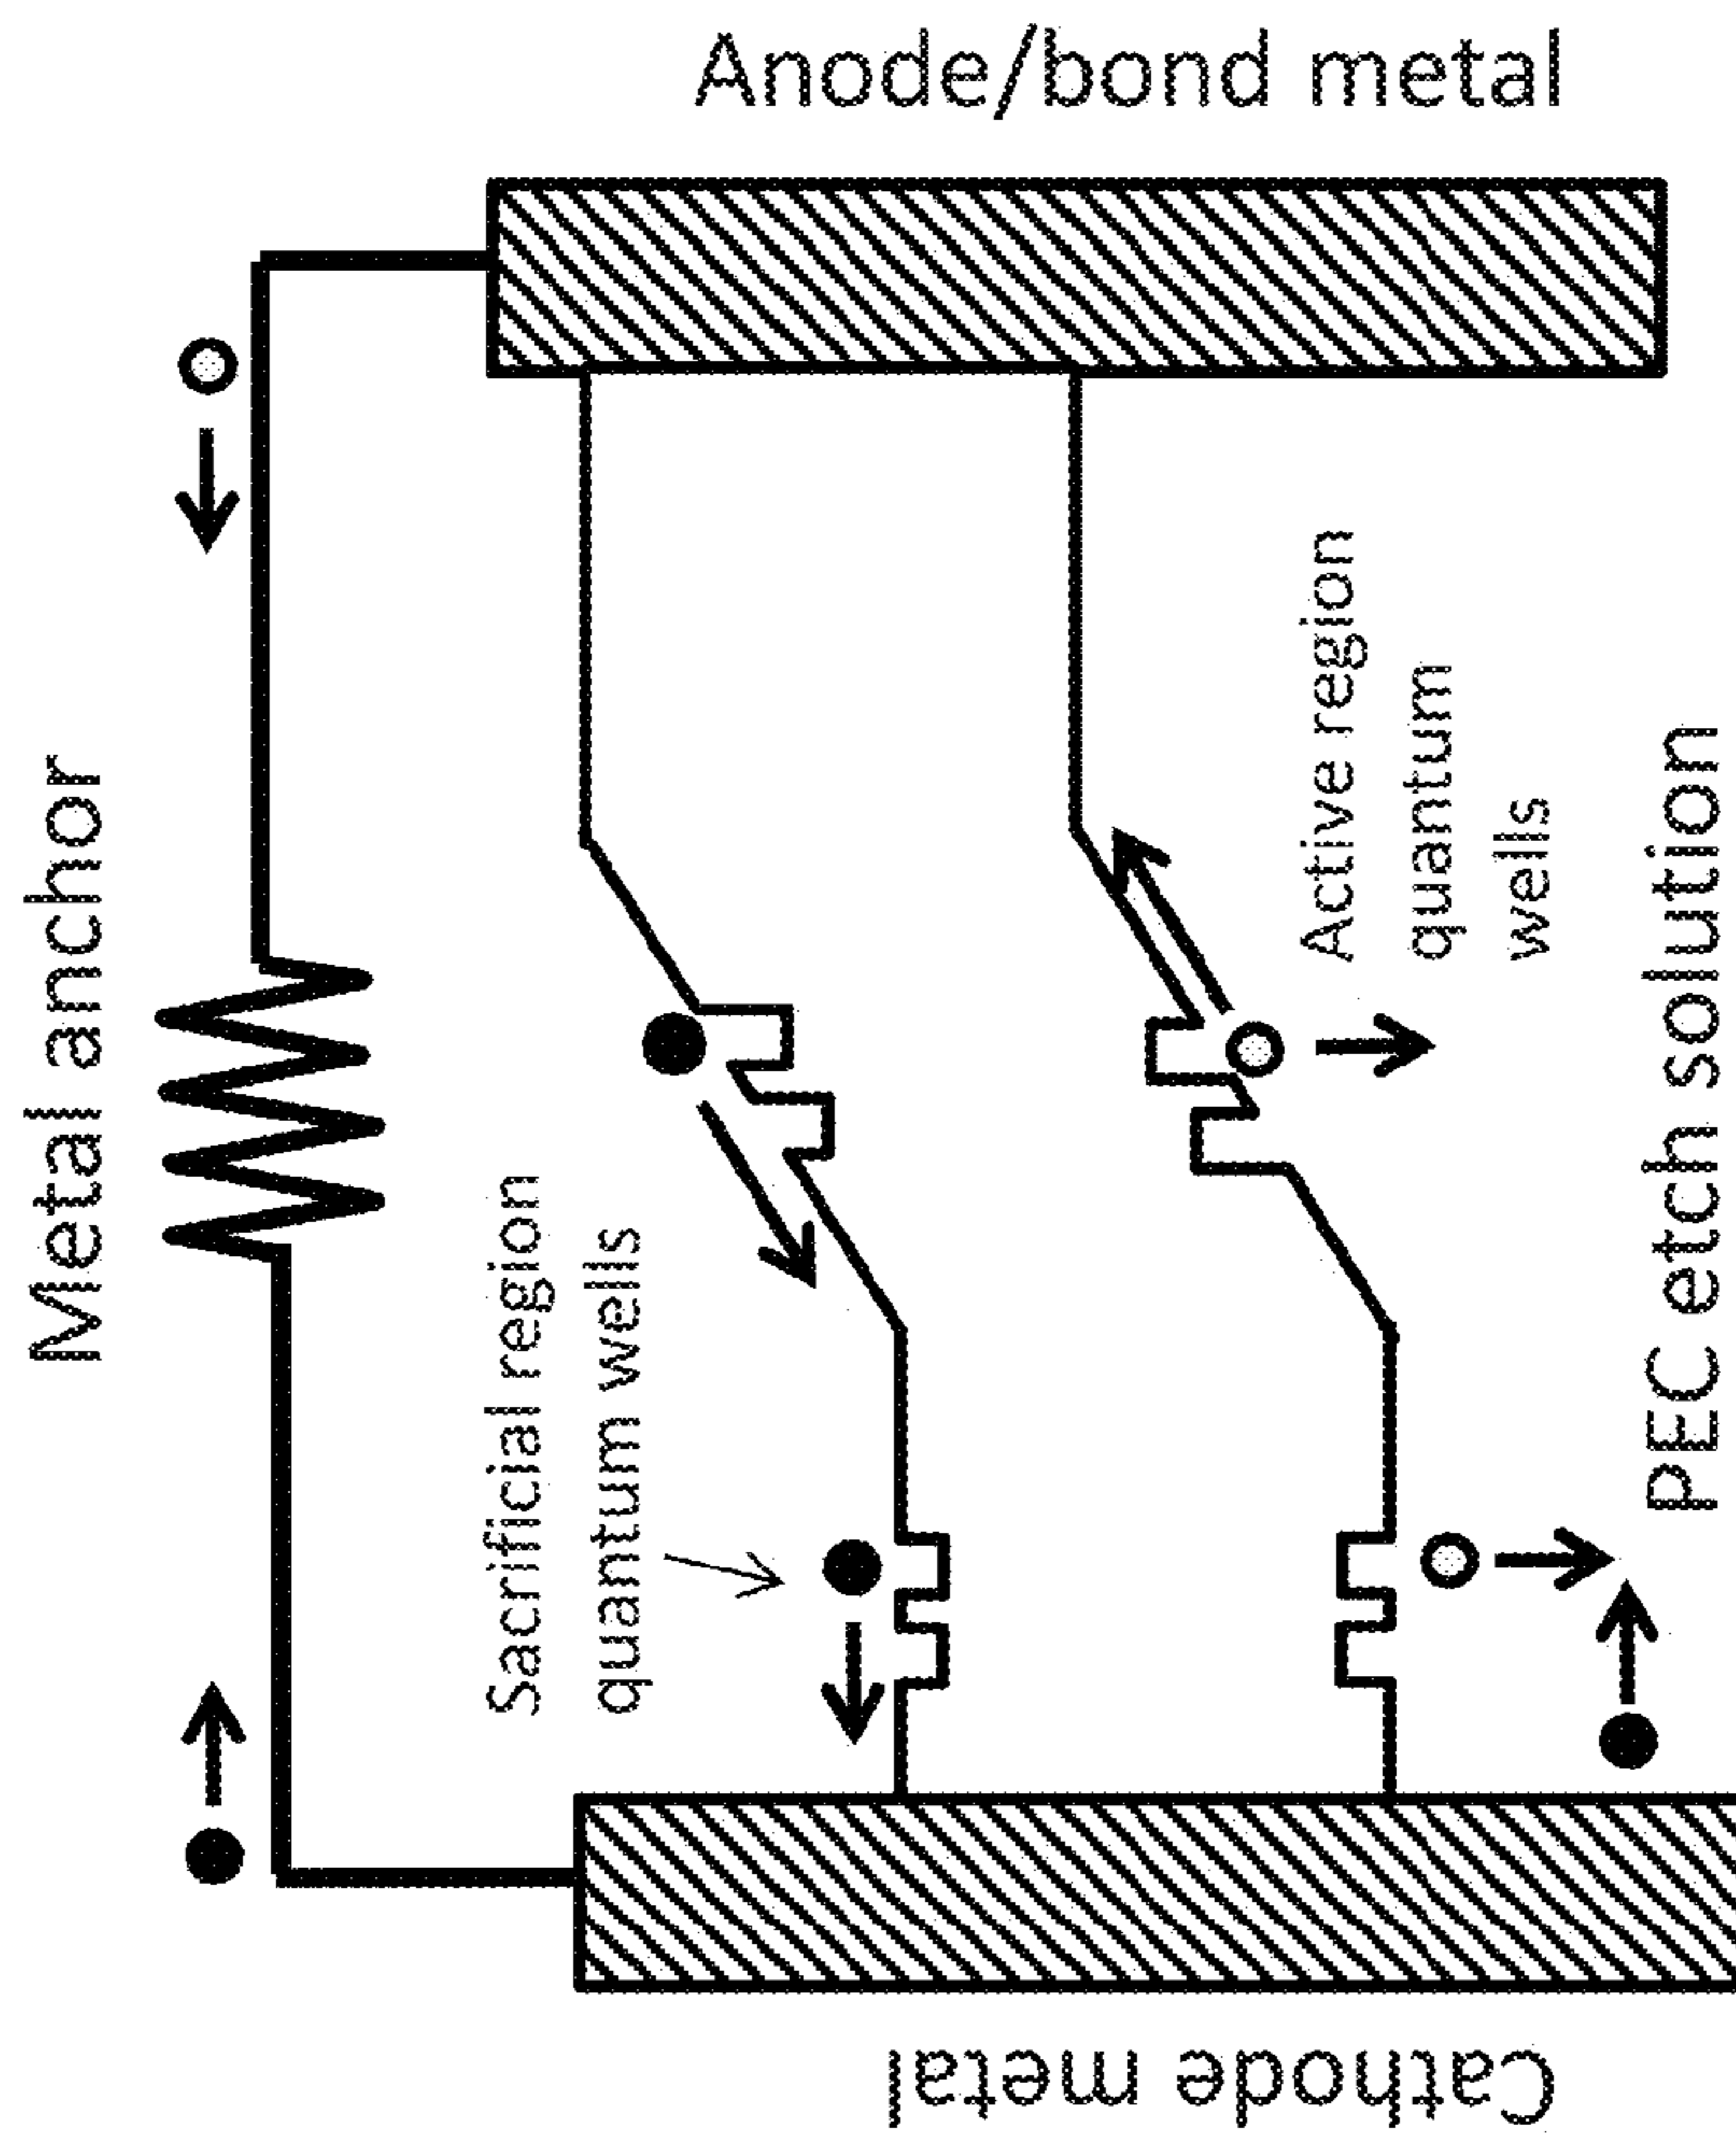 Metal anchor
Anode/bond metal
Sacrificial region
quantum wells
Active region
quantum
wells
PEC etch solution
Cathode metal